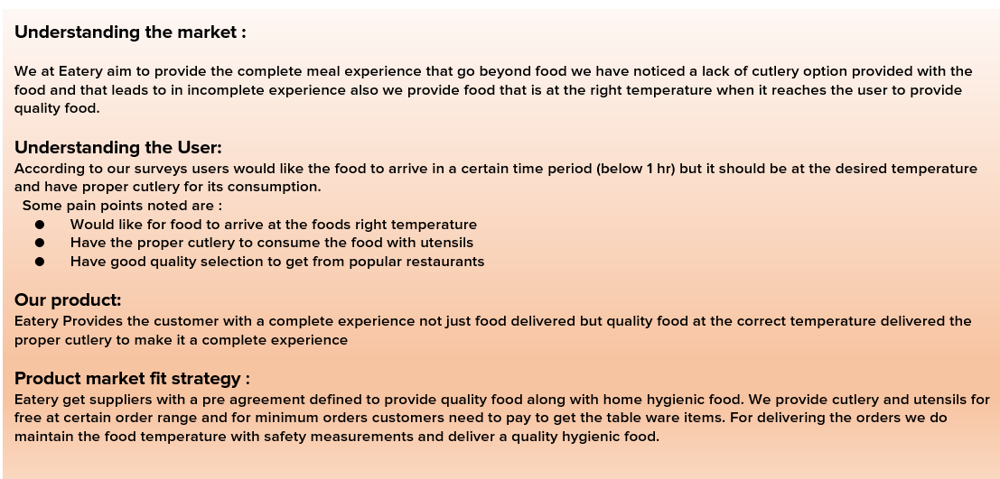 Understanding the market :
We at Eatery aim to provide the complete meal experience that go beyond food we have noticed a lack of cutlery option provided with the
food and that leads to in incomplete experience also we provide food that is at the right temperature when it reaches the user to provide
quality food.
Understanding the User:
According to our surveys users would like the food to arrive in a certain time period (below 1 hr) but it should be at the desired temperature
and have proper cutlery for its consumption.
Some pain points noted are :
● Would like for food to arrive at the foods right temperature
● Have the proper cutlery to consume the food with utensils
● Have good quality selection to get from popular restaurants
Our product:
Eatery Provides the customer with a complete experience not just food delivered but quality food at the correct temperature delivered the
proper cutlery to make it a complete experience
Product market fit strategy :
Eatery get suppliers with a pre agreement defined to provide quality food along with home hygienic food. We provide cutlery and utensils for
free at certain order range and for minimum orders customers need to pay to get the table ware items. For delivering the orders we do
maintain the food temperature with safety measurements and deliver a quality hygienic food.